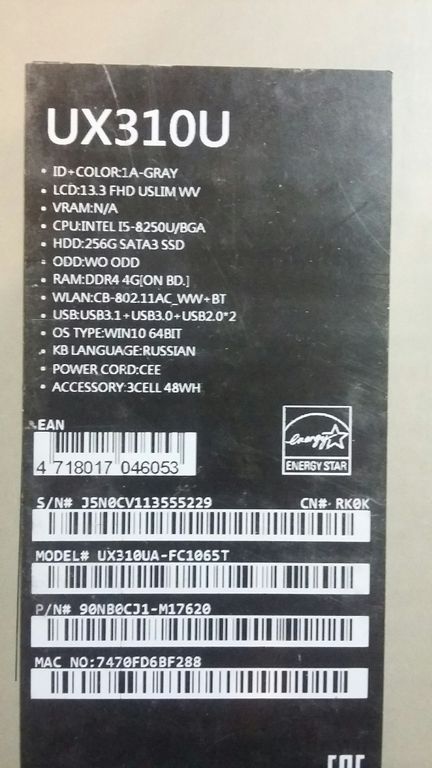 UX310U
• ID+COLOR:1A-GRAY
• LCD:13.3 FHD USLIM WV
• VRAM:N/A
• CPU:INTEL I5-8250U/BGA
• HDD:256G SATA3 SSD
• ODD:WO ODD
• RAM:DDR4 4G[ON BD.]
• WLAN:CB-802.11AC_WW+BT
• USB:USB3.1+USB3.0+USB2.0*2
• OS TYPE:WIN10 64BIT
• KB LANGUAGE:RUSSIAN
• POWER CORD:CEE
• ACCESSORY:3CELL 48WH
EAN
4 718017 046053
energy
ENERGY STAR
S/N# J5N0CV113555229 CN#: RK0K
MODEL# UX310UA-FC1065T
P/N# 90NB0CJ1-M17620
MAC NO:7470FD6BF288